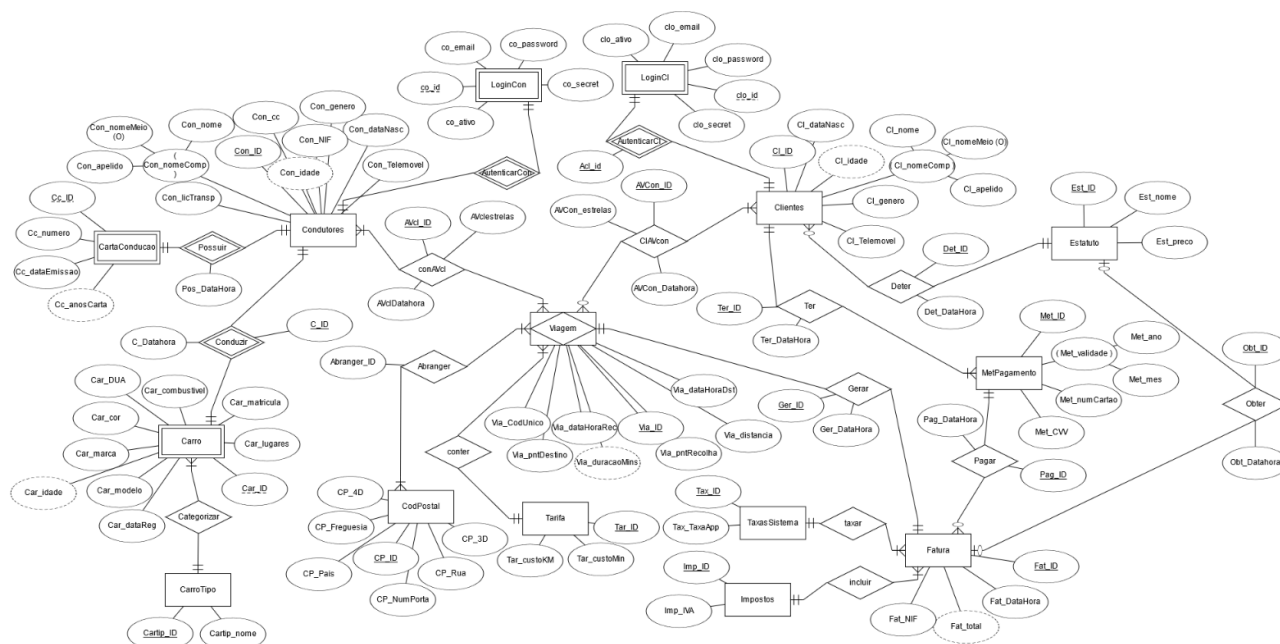 clo_email
clo_ativo
co_email
co_password
clo_password
LoginCon
LoginCl
co_id
co_secret
clo_id
co_ativo
clo_secret
Con_genero
Con_cc
Con_nome
Con_nomeMeio
(O)
Con_NIF
Con_dataNasc
Con_ID
Con_apelido
(
Con_nomeComp
)
Con_idade
Con_Telemovel
Con_licTransp
AutenticarCon
AutenticarCl
Acl_id
Cl_dataNasc
Cl_nome
Cl_ID
Cl_nomeMeio (O)
Cl_idade
( Cl_nomeComp )
Cl_apelido
Cl_genero
Cl_Telemovel
Clientes
Est_ID
Est_nome
Estatuto
Est_preco
Cc_ID
Cc_numero
CartaConducao
Possuir
Condutores
Cc_dataEmissao
Pos_DataHora
Cc_anosCarta
AVcl_ID
AVclestrelas
conAVcl
AVclDatahora
AVCon_ID
AVCon_estrelas
ClAVcon
AVCon_Datahora
Det_ID
Deter
Det_DataHora
Ter_ID
Ter
Ter_DataHora
C_ID
C_Datahora
Conduzir
Viagem
Abranger_ID
Abranger
Met_ID
Met_ano
( Met_validade )
MetPagamento
Met_mes
Met_numCartao
Met_CVV
Obt_ID
Obter
Obt_Datahora
Car_DUA
Car_combustivel
Car_matricula
Car_cor
Carro
Car_lugares
Car_marca
Car_idade
Car_modelo
Car_ID
Car_dataReg
Categorizar
CarroTipo
Cartip_ID
Cartip_nome
Via_dataHoraDst
Via_CodUnico
Via_dataHoraRec
Via_ID
Via_distancia
Via_pntDestino
Via_duracaoMins
Via_pntRecolha
conter
Gerar
Ger_ID
Ger_DataHora
Pag_DataHora
Pagar
Pag_ID
CP_4D
CodPostal
CP_Freguesia
CP_3D
CP_Pais
CP_ID
CP_Rua
CP_NumPorta
Tarifa
Tar_ID
Tar_custoKM
Tar_custoMin
Tax_ID
Tax_TaxaApp
TaxasSistema
taxar
Fatura
Imp_ID
Imp_IVA
Impostos
incluir
Fat_ID
Fat_DataHora
Fat_NIF
Fat_total